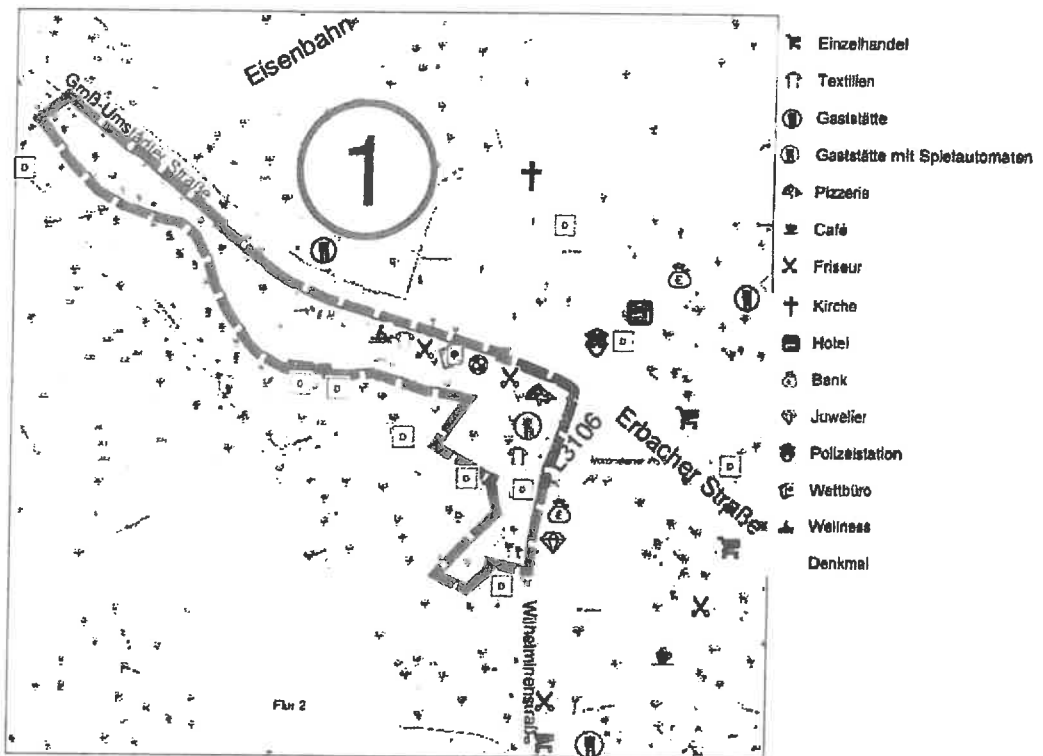 Eisenbahn
Groß-Umstädter Straße
1
L3106
Erbacher Straße
Wilhelminenstraße
Flur 2
D
D
D
D
D
D
D
D
D
D
Einzelhandel
Textilien
Gaststätte
Gaststätte mit Spielautomaten
Pizzeria
Café
Friseur
Kirche
Hotel
Bank
Juwelier
Polizeistation
Wettbüro
Wellness
Denkmal